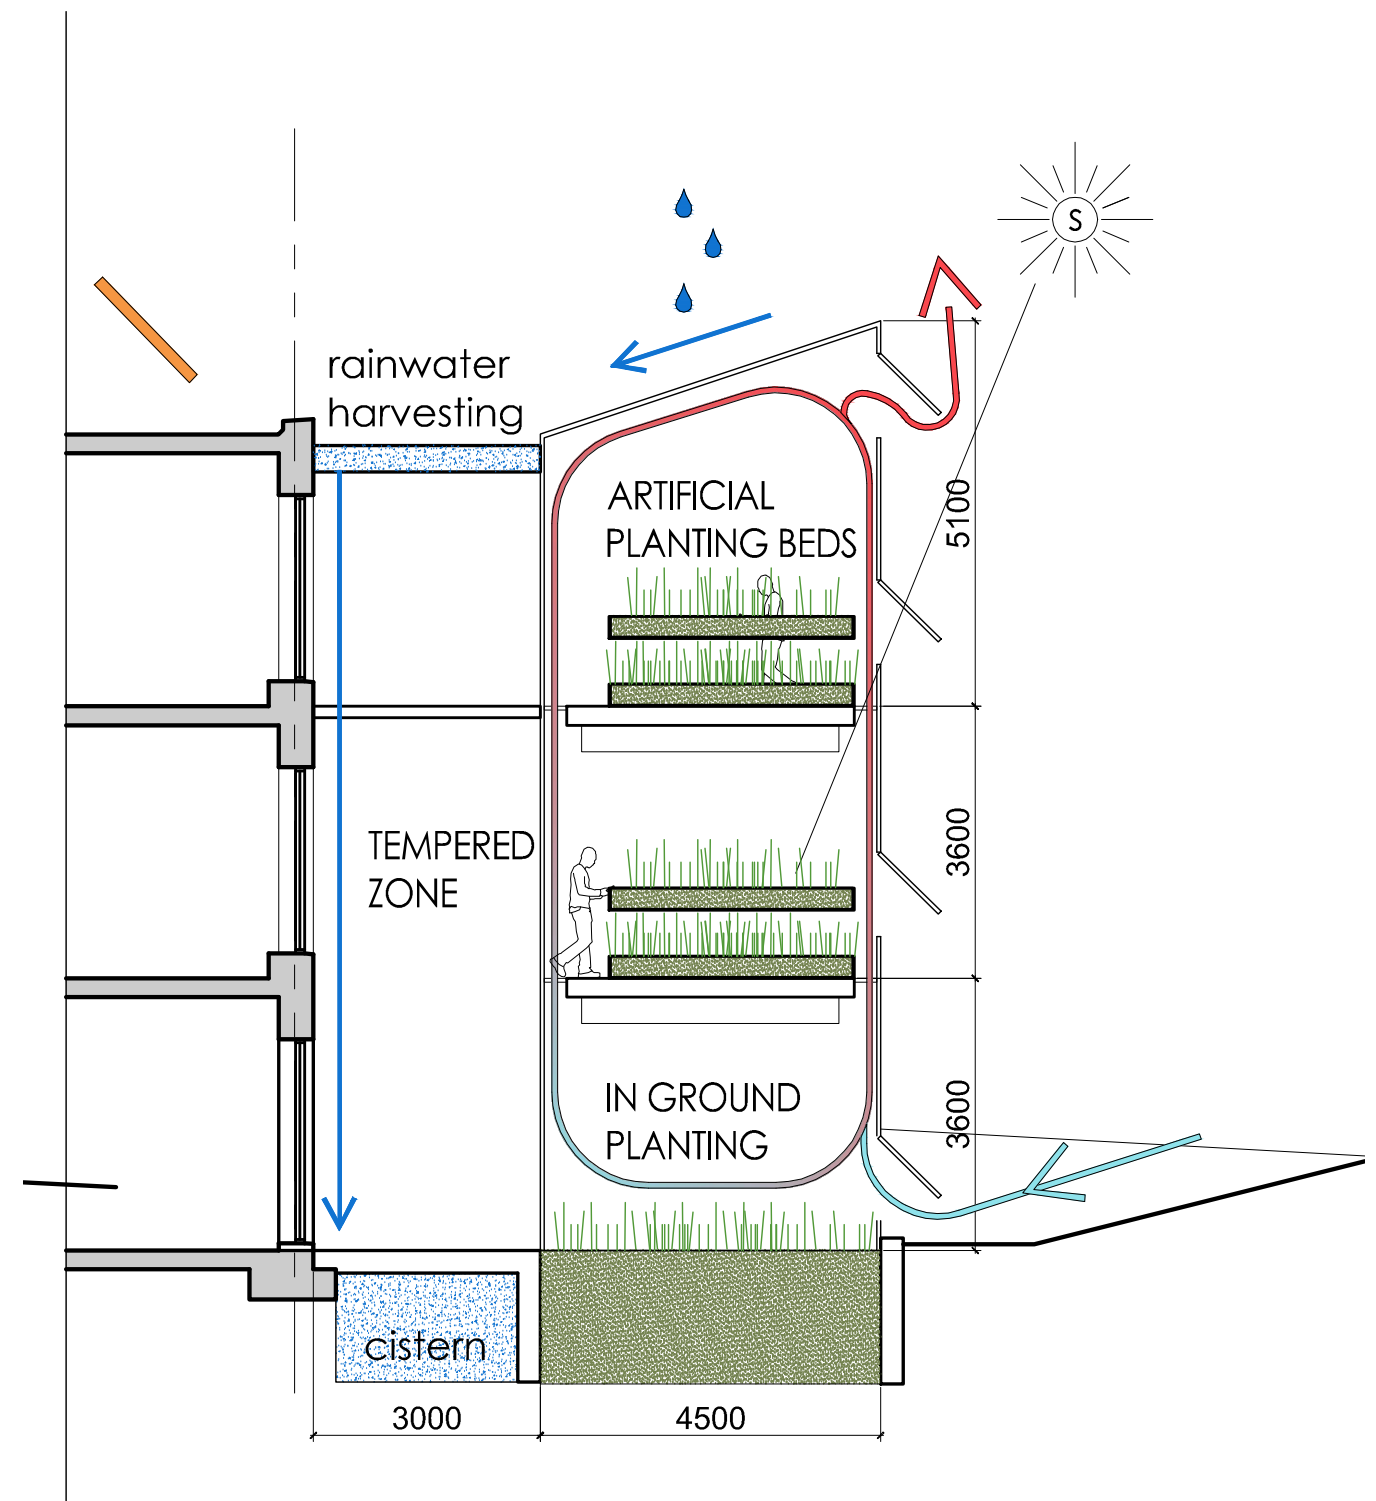 S
rainwater
harvesting
ARTIFICIAL
PLANTING BEDS
5100
TEMPERED
ZONE
3600
IN GROUND
PLANTING
3600
cistern
3000
4500